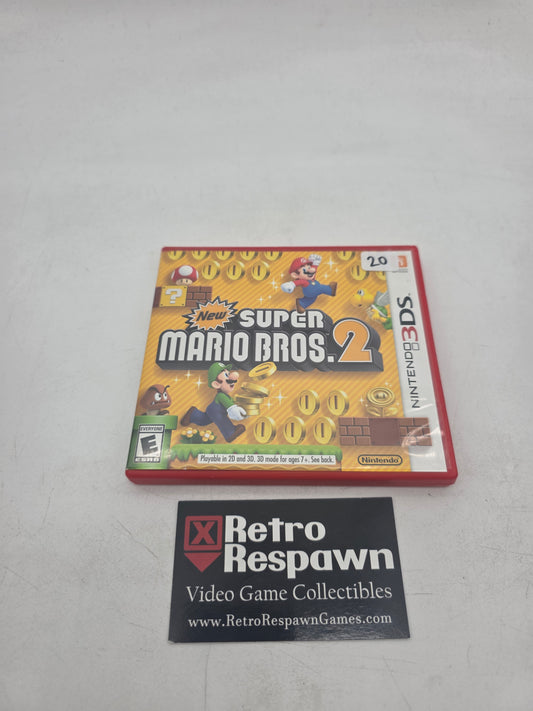 20
New
SUPER
MARIO BROS. 2
NINTENDO 3DS
EVERYONE
E
ESRB
Playable in 2D and 3D, 3D mode for ages 7+. See back.
Nintendo
Retro
Respawn
Video Game Collectibles
www.RetroRespawnGames.com